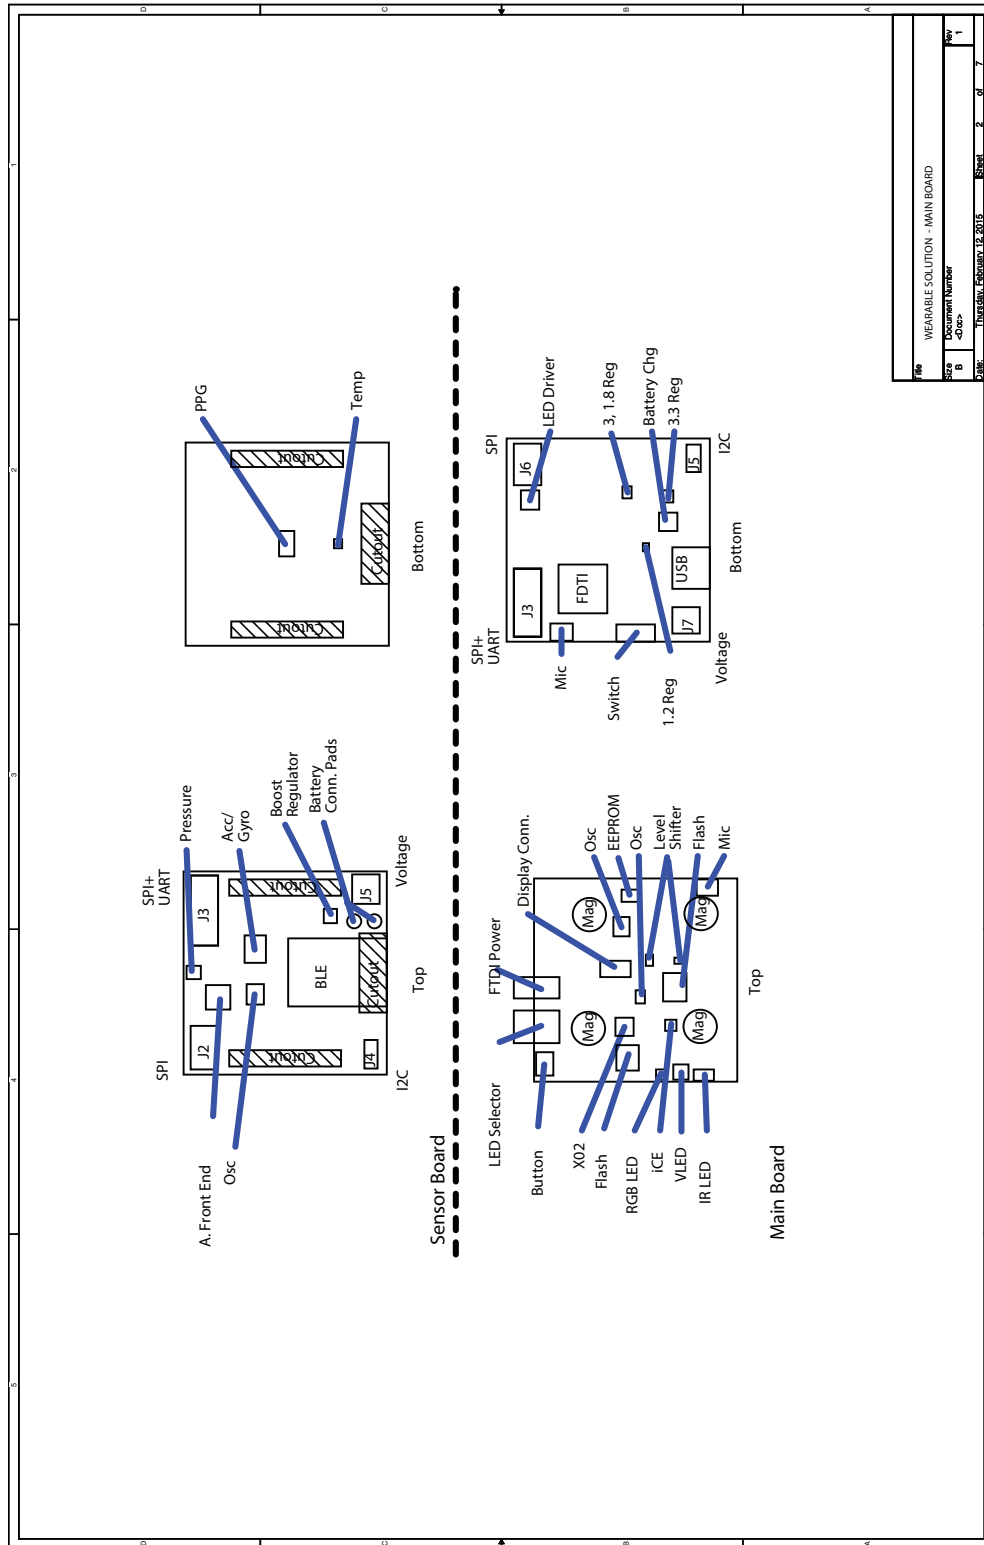 5
4
3
2
1
D
C
B
A
SPI
SPI+
UART
Pressure
J2
J3
Acc/
Gyro
Boost
Regulator
Battery
Conn. Pads
A. Front End
Osc
Cutout
Cutout
BLE
Cutout
J4
J5
I2C
Top
Voltage
PPG
Temp
Cutout
Cutout
Cutout
Bottom
Sensor Board
LED Selector
FTDI Power
Display Conn.
Button
X02
Flash
RGB LED
iCE
VLED
IR LED
Mag
Mag
Mag
Mag
Osc
EEPROM
Osc
Level
Shifter
Flash
Mic
Top
Main Board
SPI+
UART
SPI
J3
J6
LED Driver
Mic
FDTI
3, 1.8 Reg
Switch
Battery Chg
1.2 Reg
3.3 Reg
J7
USB
J5
Voltage
Bottom
I2C
Title
WEARABLE SOLUTION - MAIN BOARD
Size
Document Number
Rev
B
<Doc>
1
Date:
Thursday, February 12, 2015
Sheet
2
of
7
D
C
B
A